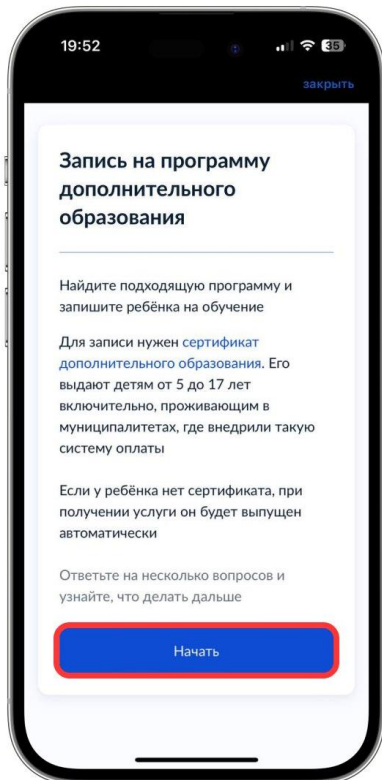 19:52
35
закрыть
Запись на программу
дополнительного
образования
Найдите подходящую программу и
запишите ребёнка на обучение
Для записи нужен сертификат
дополнительного образования. Его
выдают детям от 5 до 17 лет
включительно, проживающим в
муниципалитетах, где внедрили такую
систему оплаты
Если у ребёнка нет сертификата, при
получении услуги он будет выпущен
автоматически
Ответьте на несколько вопросов и
узнайте, что делать дальше
Начать